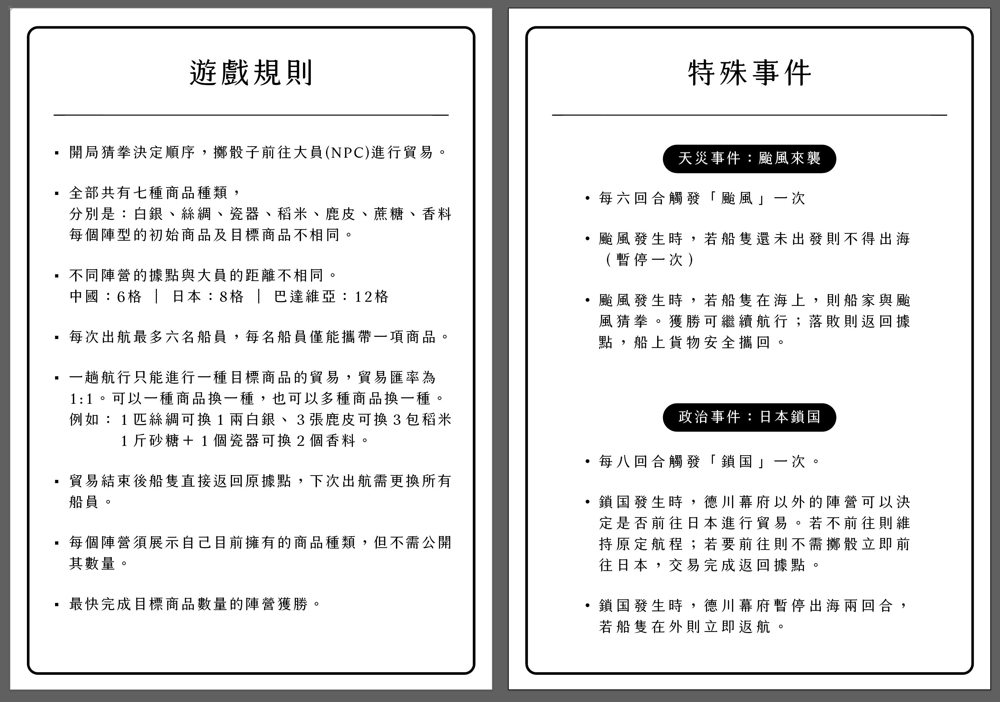 遊戲規則
▪ 開局猜拳決定順序，擲骰子前往大員(NPC)進行貿易。
▪ 全部共有七種商品種類，
分別是：白銀、絲綢、瓷器、稻米、鹿皮、蔗糖、香料
每個陣型的初始商品及目標商品不相同。
▪ 不同陣營的據點與大員的距離不相同。
中國：6格 │ 日本：8格 │ 巴達維亞：12格
▪ 每次出航最多六名船員，每名船員僅能攜帶一項商品。
▪ 一趟航行只能進行一種目標商品的貿易，貿易匯率為
1:1。可以一種商品換一種，也可以多種商品換一種。
例如：1 匹絲綢可換 1 兩白銀、 3 張鹿皮可換 3 包稻米
1 斤砂糖＋ 1 個瓷器可換 2 個香料。
▪ 貿易結束後船隻直接返回原據點，下次出航需更換所有
船員。
▪ 每個陣營須展示自己目前擁有的商品種類，但不需公開
其數量。
▪ 最快完成目標商品數量的陣營獲勝。
特殊事件
天災事件：颱風來襲
• 每六回合觸發「颱風」一次
• 颱風發生時，若船隻還未出發則不得出海
（暫停一次）
• 颱風發生時，若船隻在海上，則船家與颱
風猜拳。獲勝可繼續航行；落敗則返回據
點，船上貨物安全攜回。
政治事件：日本鎖国
• 每八回合觸發「鎖国」一次。
• 鎖国發生時，德川幕府以外的陣營可以決
定是否前往日本進行貿易。若不前往則維
持原定航程；若要前往則不需擲骰立即前
往日本，交易完成返回據點。
• 鎖国發生時，德川幕府暫停出海兩回合，
若船隻在外則立即返航。